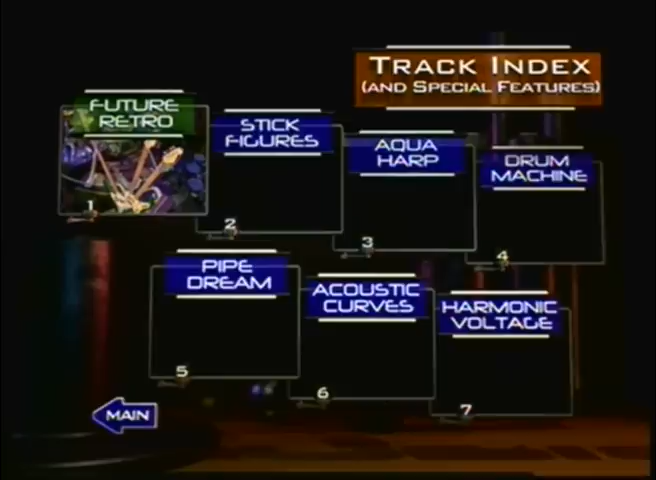 TRACK INDEX
(AND SPECIAL FEATURES)
FUTURE
RETRO
1
STICK
FIGURES
2
AQUA
HARP
3
DRUM
MACHINE
4
PIPE
DREAM
5
ACOUSTIC
CURVES
6
HARMONIC
VOLTAGE
7
MAIN